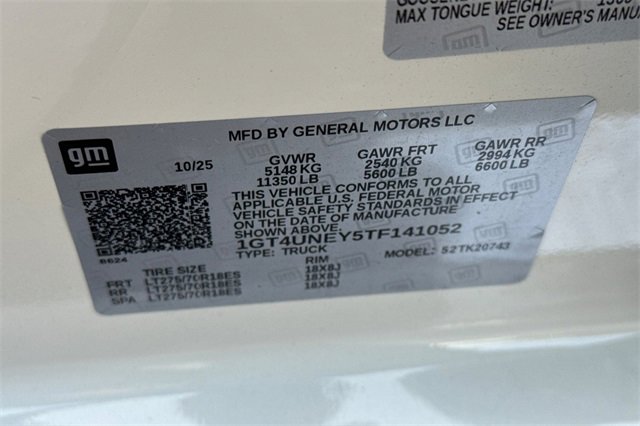 MAX TONGUE WEIGHT:
SEE OWNER'S MANUA
gm
MFD BY GENERAL MOTORS LLC
10/25
GVWR GAWR FRT GAWR RR
5148 KG 2540 KG 2994 KG
11350 LB 5600 LB 6600 LB
THIS VEHICLE CONFORMS TO ALL
APPLICABLE U.S. FEDERAL MOTOR
VEHICLE SAFETY STANDARDS IN EFFECT
ON THE DATE OF MANUFACTURE
SHOWN ABOVE.
1GT4UNEY5TF141052
TYPE: TRUCK MODEL: 52TK20743
6624
TIRE SIZE RIM
FRT LT275/70R18ES 18X8J
RR LT275/70R18ES 18X8J
SPA LT275/70R18ES 18X8J